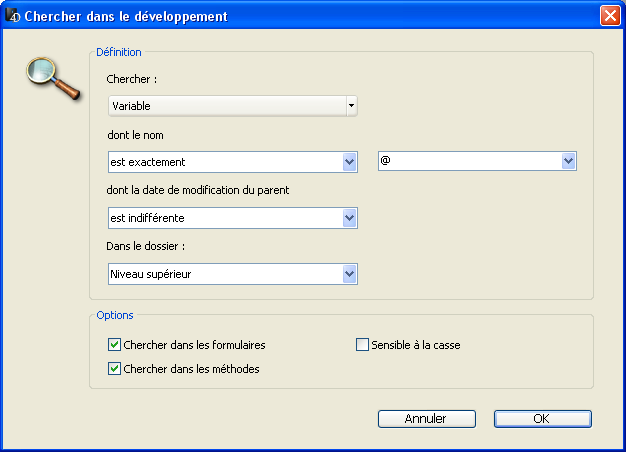 Chercher dans le développement
Définition
Chercher :
Variable
dont le nom
est exactement
@
dont la date de modification du parent
est indifférente
Dans le dossier :
Niveau supérieur
Options
Chercher dans les formulaires
Sensible à la casse
Chercher dans les méthodes
Annuler
OK